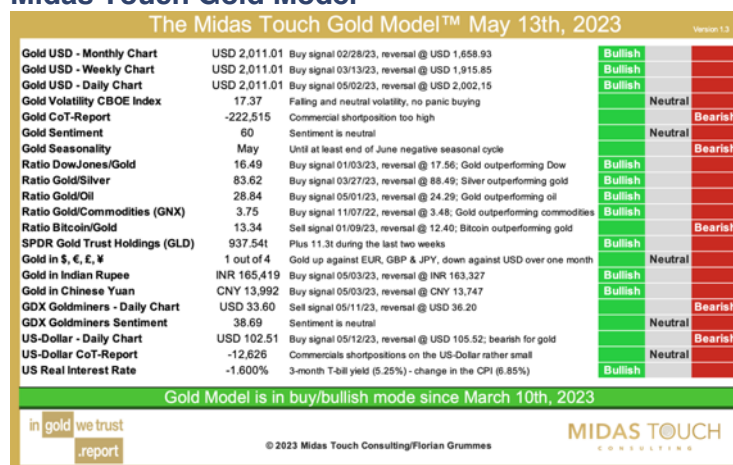 Midas Touch Gold Model
The Midas Touch Gold Model™ May 13th, 2023
Version 1.3
Gold USD - Monthly Chart USD 2,011.01 Buy signal 02/28/23, reversal @ USD 1,658.93 Bullish
Gold USD - Weekly Chart USD 2,011.01 Buy signal 03/13/23, reversal @ USD 1,915.85 Bullish
Gold USD - Daily Chart USD 2,011.01 Buy signal 05/02/23, reversal @ USD 2,002,15 Bullish
Gold Volatility CBOE Index 17.37 Falling and neutral volatility, no panic buying Neutral
Gold CoT-Report -222,515 Commercial shortposition too high Bearish
Gold Sentiment 60 Sentiment is neutral Neutral
Gold Seasonality May Until at least end of June negative seasonal cycle Bearish
Ratio DowJones/Gold 16.49 Buy signal 01/03/23, reversal @ 17.56; Gold outperforming Dow Bullish
Ratio Gold/Silver 83.62 Buy signal 03/27/23, reversal @ 88.49; Silver outperforming gold Bullish
Ratio Gold/Oil 28.84 Buy signal 05/01/23, reversal @ 24.29; Gold outperforming oil Bullish
Ratio Gold/Commodities (GNX) 3.75 Buy signal 11/07/22, reversal @ 3.48; Gold outperforming commodities Bullish
Ratio Bitcoin/Gold 13.34 Sell signal 01/09/23, reversal @ 12.40; Bitcoin outperforming gold Bearish
SPDR Gold Trust Holdings (GLD) 937.54t Plus 11.3t during the last two weeks Bullish
Gold in $, €, £, ¥ 1 out of 4 Gold up against EUR, GBP & JPY, down against USD over one month Neutral
Gold in Indian Rupee INR 165,419 Buy signal 05/03/23, reversal @ INR 163,327 Bullish
Gold in Chinese Yuan CNY 13,992 Buy signal 05/03/23, reversal @ CNY 13,747 Bullish
GDX Goldminers - Daily Chart USD 33.60 Sell signal 05/11/23, reversal @ USD 36.20 Bearish
GDX Goldminers Sentiment 38.69 Sentiment is neutral Neutral
US-Dollar - Daily Chart USD 102.51 Buy signal 05/12/23, reversal @ USD 105.52; bearish for gold Bearish
US-Dollar CoT-Report -12,626 Commercials shortpositions on the US-Dollar rather small Neutral
US Real Interest Rate -1.600% 3-month T-bill yield (5.25%) - change in the CPI (6.85%) Bullish
Gold Model is in buy/bullish mode since March 10th, 2023
in gold we trust
.report
© 2023 Midas Touch Consulting/Florian Grummes
MIDAS TOUCH
CONSULTING